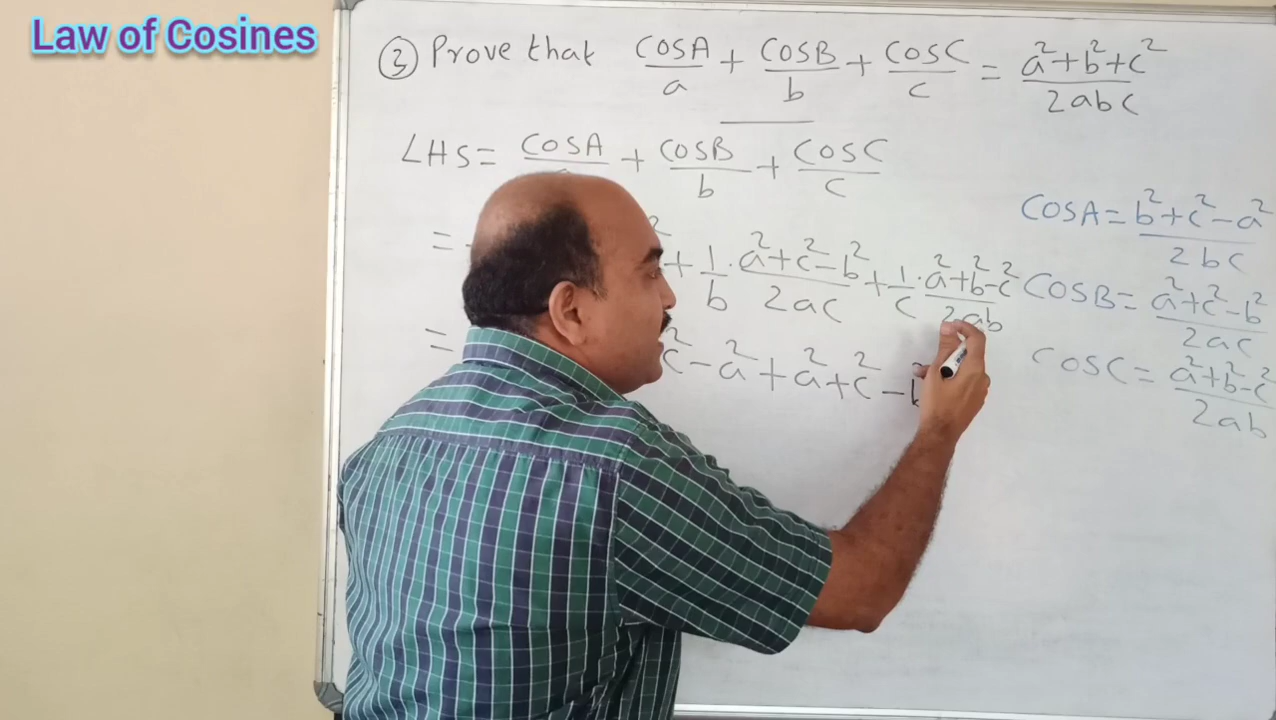 Law of Cosines
③ Prove that cosA/a + cosB/b + cosC/c = a²+b²+c²/2abc
LHS = cosA + cosB/b + cosC/c
= ² + 1/b · a²+c²-b²/2ac + 1/c · a²+b²-c²/2ab
= c² - a² + a² + c² - b
cosA = b²+c²-a²/2bc
cosB = a²+c²-b²/2ac
cosC = a²+b²-c²/2ab